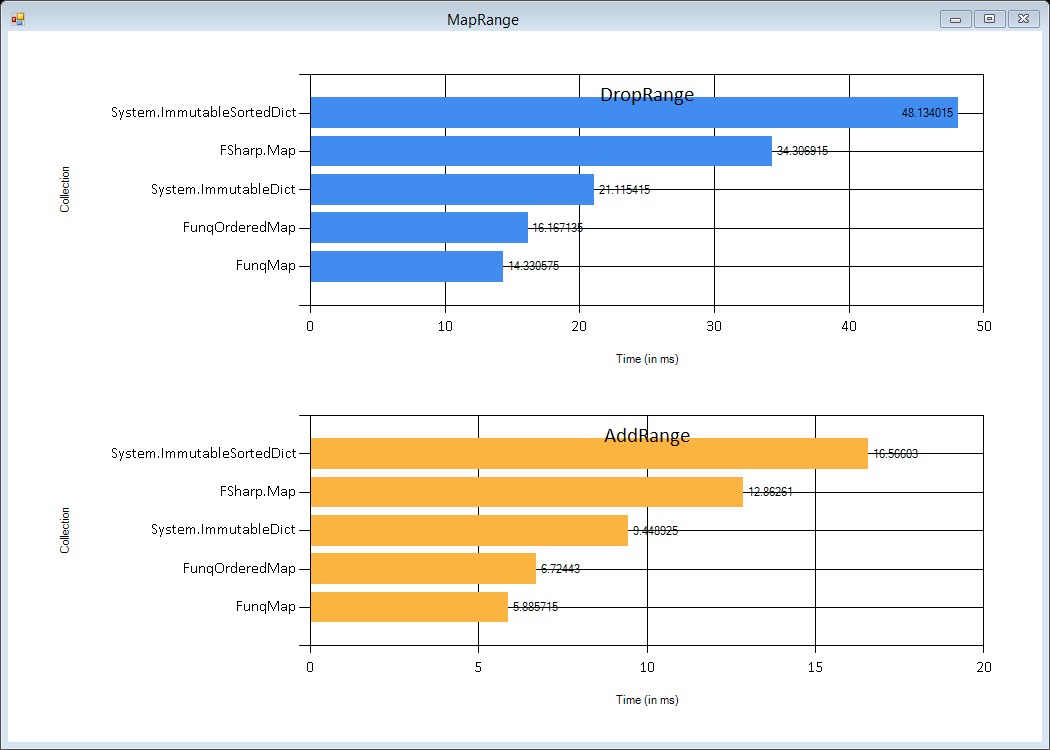 MapRange
DropRange
System.ImmutableSortedDict 48.134015
FSharp.Map 34.306915
System.ImmutableDict 21.115415
FunqOrderedMap 16.167135
FunqMap 14.330575
Collection
0 10 20 30 40 50
Time (in ms)
AddRange
System.ImmutableSortedDict 16.56603
FSharp.Map 12.86261
System.ImmutableDict 9.448925
FunqOrderedMap 6.72443
FunqMap 5.885715
Collection
0 5 10 15 20
Time (in ms)